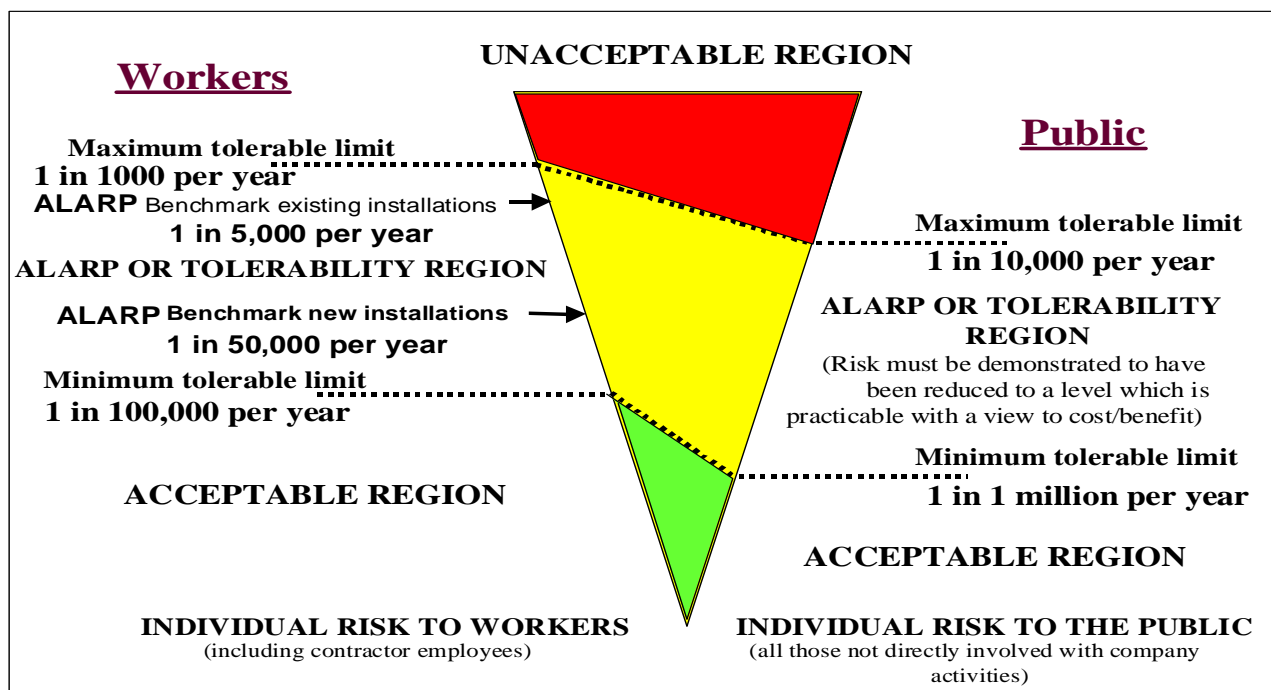 UNACCEPTABLE REGION
Workers
Maximum tolerable limit
1 in 1000 per year
ALARP Benchmark existing installations
1 in 5,000 per year
ALARP OR TOLERABILITY REGION
ALARP Benchmark new installations
1 in 50,000 per year
Minimum tolerable limit
1 in 100,000 per year
ACCEPTABLE REGION
INDIVIDUAL RISK TO WORKERS
(including contractor employees)
Public
Maximum tolerable limit
1 in 10,000 per year
ALARP OR TOLERABILITY
REGION
(Risk must be demonstrated to have
been reduced to a level which is
practicable with a view to cost/benefit)
Minimum tolerable limit
1 in 1 million per year
ACCEPTABLE REGION
INDIVIDUAL RISK TO THE PUBLIC
(all those not directly involved with company
activities)